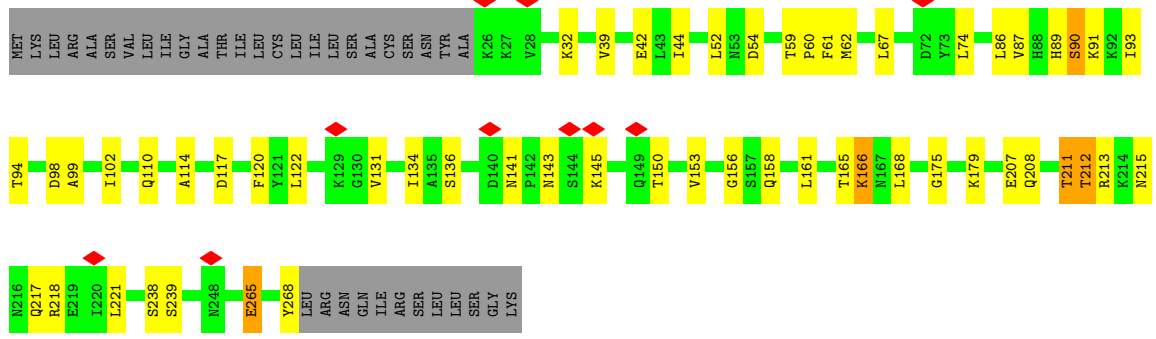 MET LYS LEU ARG ALA SER VAL LEU ILE GLY ALA THR ILE LEU CYS LEU ILE LEU SER ALA CYS SER ASN TYR ALA K26 K27 V28 K32 V39 E42 L43 I44 L52 N53 D54 T59 P60 F61 M62 L67 D72 Y73 L74 L86 V87 H88 H89 S90 K91 K92 I93
T94 D98 A99 I102 Q110 A114 D117 F120 Y121 L122 K129 G130 V131 I134 A135 S136 D140 N141 P142 N143 S144 K145 Q149 T150 V153 G156 S157 Q158 L161 T165 K166 N167 L168 G175 K179 E207 Q208 T211 T212 R213 K214 N215
N216 Q217 R218 E219 I220 L221 S238 S239 N248 E265 Y268 LEU ARG ASN GLN ILE ARG SER LEU LEU SER GLY LYS